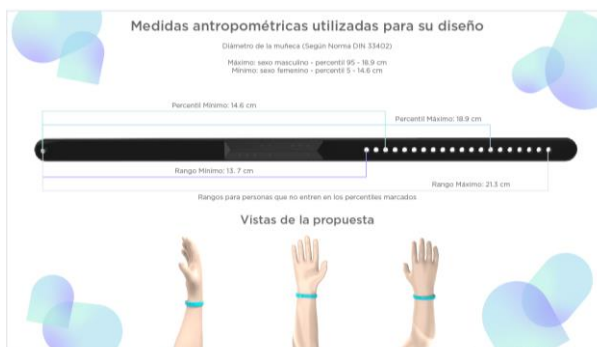 Medidas antropométricas utilizadas para su diseño
Diámetro de la muñeca (Según Norma DIN 33402)
Máximo: sexo masculino - percentil 95 - 18.9 cm
Mínimo: sexo femenino - percentil 5 - 14.6 cm
Percentil Mínimo: 14.6 cm
Percentil Máximo: 18.9 cm
Rango Mínimo: 13. 7 cm
Rango Máximo: 21.3 cm
Rangos para personas que no entren en los percentiles marcados
Vistas de la propuesta